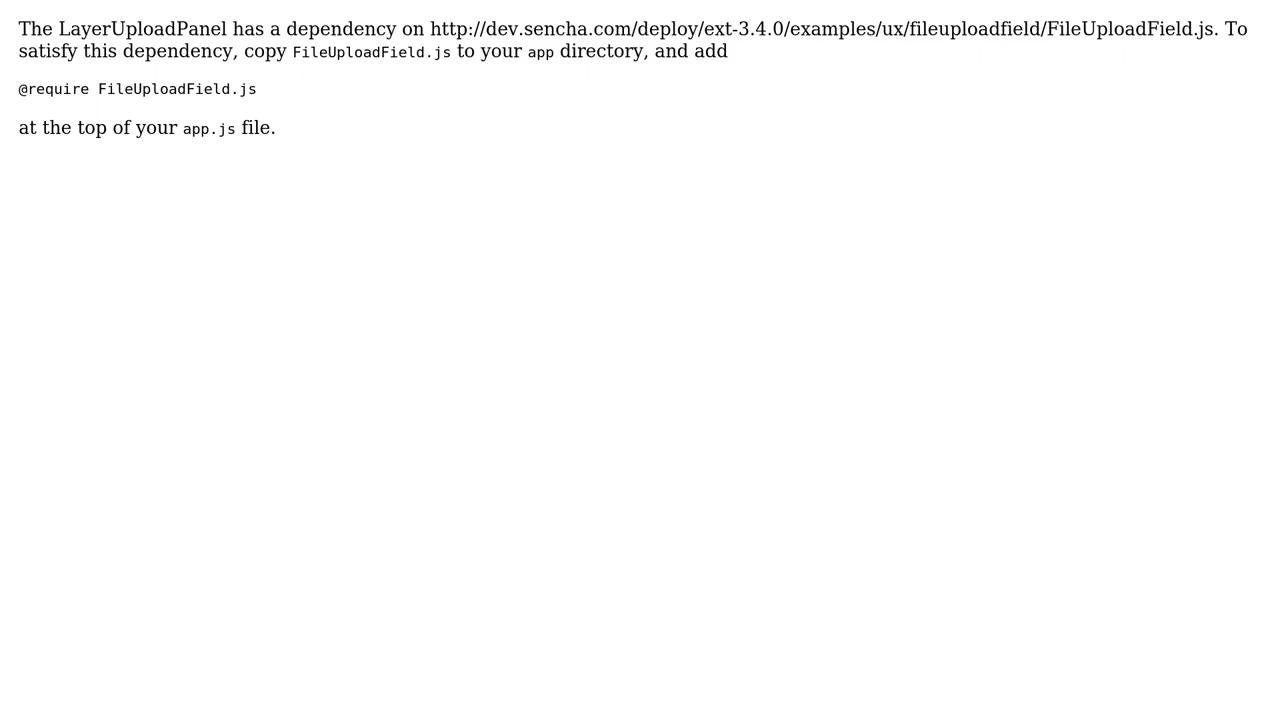 The LayerUploadPanel has a dependency on http://dev.sencha.com/deploy/ext-3.4.0/examples/ux/fileuploadfield/FileUploadField.js. To
satisfy this dependency, copy FileUploadField.js to your app directory, and add
@require FileUploadField.js
at the top of your app.js file.